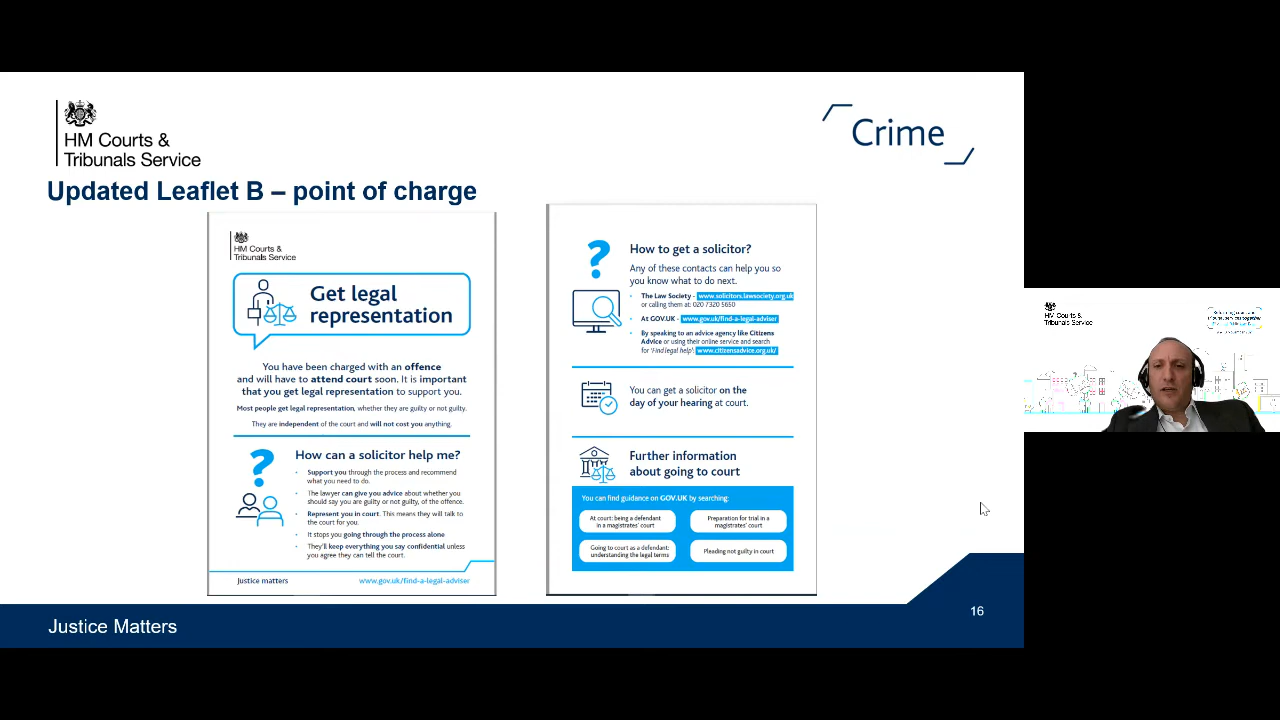 HM Courts &
Tribunals Service
Crime
Updated Leaflet B – point of charge
HM Courts &
Tribunals Service
Get legal
representation
You have been charged with an offence
and will have to attend court soon. It is important
that you get legal representation to support you.
Most people get legal representation, whether they are guilty or not guilty.
They are independent of the court and will not cost you anything.
?
How can a solicitor help me?
• Support you through the process and recommend
what you need to do.
• The lawyer can give you advice about whether you
should say you are guilty or not guilty, of the offence.
• Represent you in court. This means they will talk to
the court for you.
• It stops you going through the process alone
• They'll keep everything you say confidential unless
you agree they can tell the court.
Justice matters
www.gov.uk/find-a-legal-adviser
?
How to get a solicitor?
Any of these contacts can help you so
you know what to do next.
• The Law Society - www.solicitors.lawsociety.org.uk
or calling them at: 020 7320 5650
• At GOV.UK - www.gov.uk/find-a-legal-adviser
• By speaking to an advice agency like Citizens
Advice or using their online service and search
for 'Find legal help': www.citizensadvice.org.uk/
You can get a solicitor on the
day of your hearing at court.
Further information
about going to court
You can find guidance on GOV.UK by searching:
At court: being a defendant
in a magistrates' court
Preparation for trial in a
magistrates' court
Going to court as a defendant:
understanding the legal terms
Pleading not guilty in court
Justice Matters
16
HM Courts &
Tribunals Service